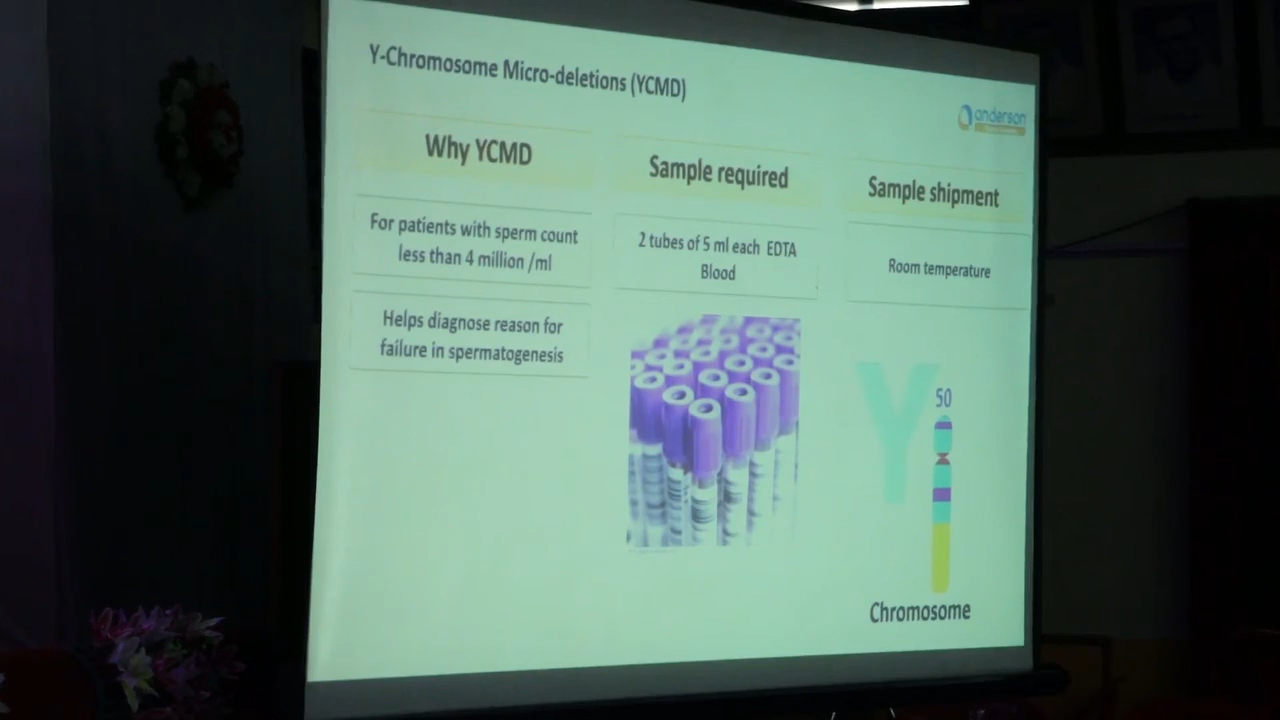 Y-Chromosome Micro-deletions (YCMD)
anderson
Why YCMD
Sample required
Sample shipment
For patients with sperm count
less than 4 million /ml
2 tubes of 5 ml each EDTA
Blood
Room temperature
Helps diagnose reason for
failure in spermatogenesis
Y
50
Chromosome